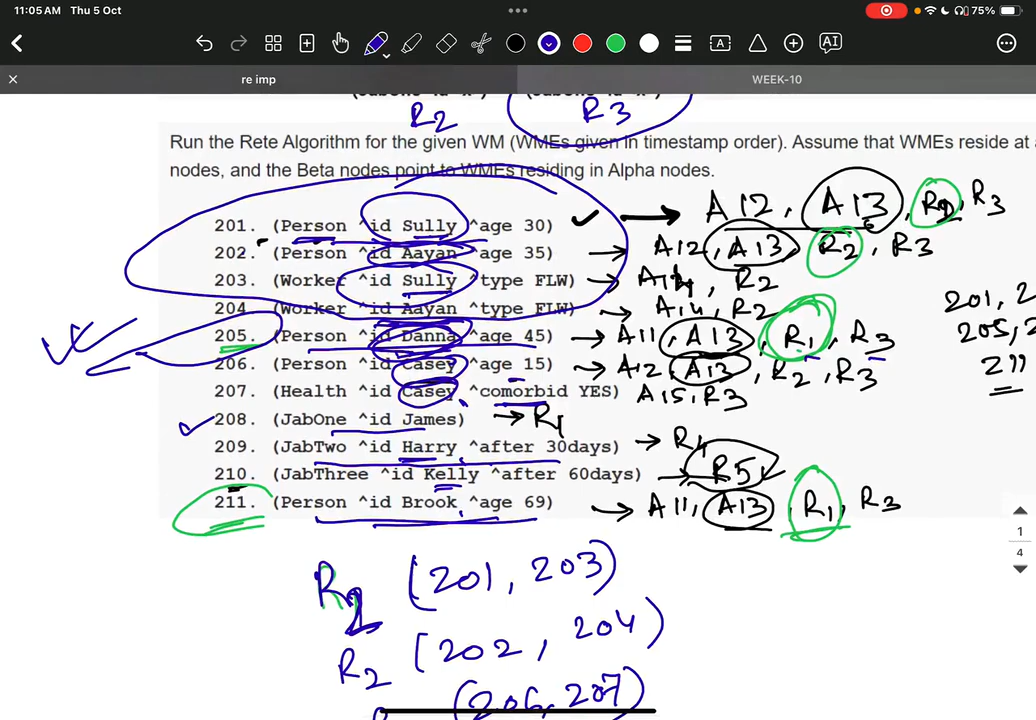 11:05 AM Thu 5 Oct
75%
re imp
WEEK-10
R2 R3
Run the Rete Algorithm for the given WM (WMEs given in timestamp order). Assume that WMEs reside at
nodes, and the Beta nodes point to WMEs residing in Alpha nodes.
201. (Person ^id Sully ^age 30) ✓ → A12, A13, R3
202. (Person ^id Aayan ^age 35) → A12, A13, R2, R3
203. (Worker ^id Sully ^type FLW) → A14, R2
204. (Worker ^id Aayan ^type FLW) → A14, R2
201, 2
205. (Person ^id Danna ^age 45) → A11, A13, R1, R3
205, 2
206. (Person ^id Casey ^age 15) → A12, A13, R2, R3
211
207. (Health ^id Casey ^comorbid YES) A15, R3
208. (JabOne ^id James) → R4
209. (JabTwo ^id Harry ^after 30days) → R4
210. (JabThree ^id Kelly ^after 60days) → R5
211. (Person ^id Brook ^age 69) → A11, A13, R1, R3
R2 (201, 203)
R2 (202, 204)
(206, 207)
1
4